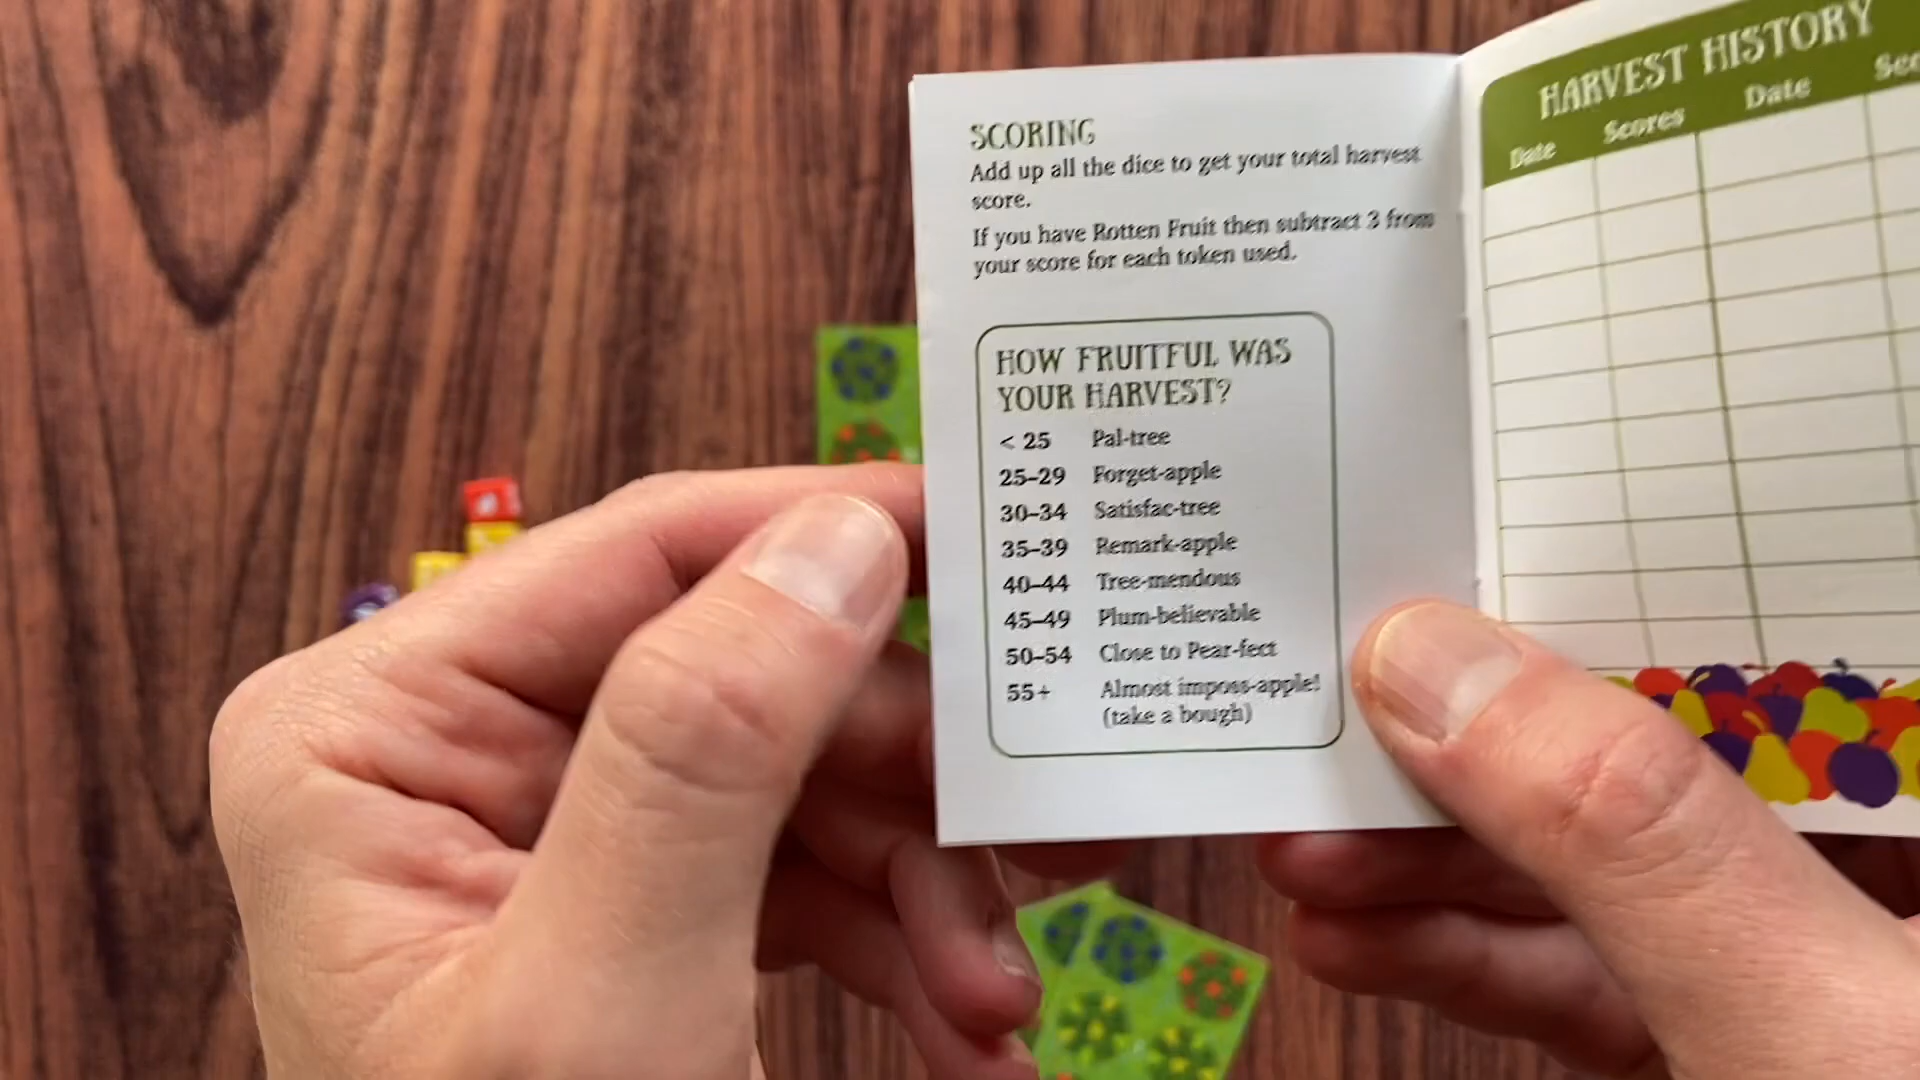 SCORING
Add up all the dice to get your total harvest
score.
If you have Rotten Fruit then subtract 3 from
your score for each token used.
HOW FRUITFUL WAS
YOUR HARVEST?
< 25 Pal-tree
25–29 Forget-apple
30–34 Satisfac-tree
35–39 Remark-apple
40–44 Tree-mendous
45–49 Plum-believable
50–54 Close to Pear-fect
55+ Almost imposs-apple!
(take a bough)
HARVEST HISTORY
Date Scores Date